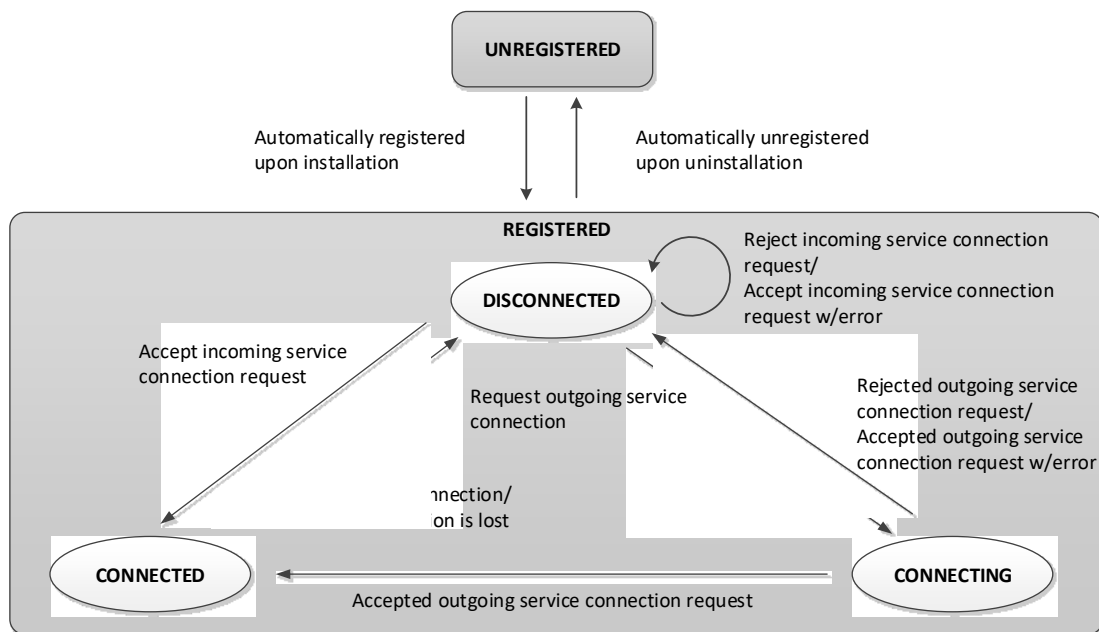 UNREGISTERED
Automatically registered
upon installation
Automatically unregistered
upon uninstallation
REGISTERED
Reject incoming service connection
request/
Accept incoming service connection
request w/error
DISCONNECTED
Accept incoming service
connection request
Request outgoing service
connection
Rejected outgoing service
connection request/
Accepted outgoing service
connection request w/error
is lost
CONNECTED
CONNECTING
Accepted outgoing service connection request